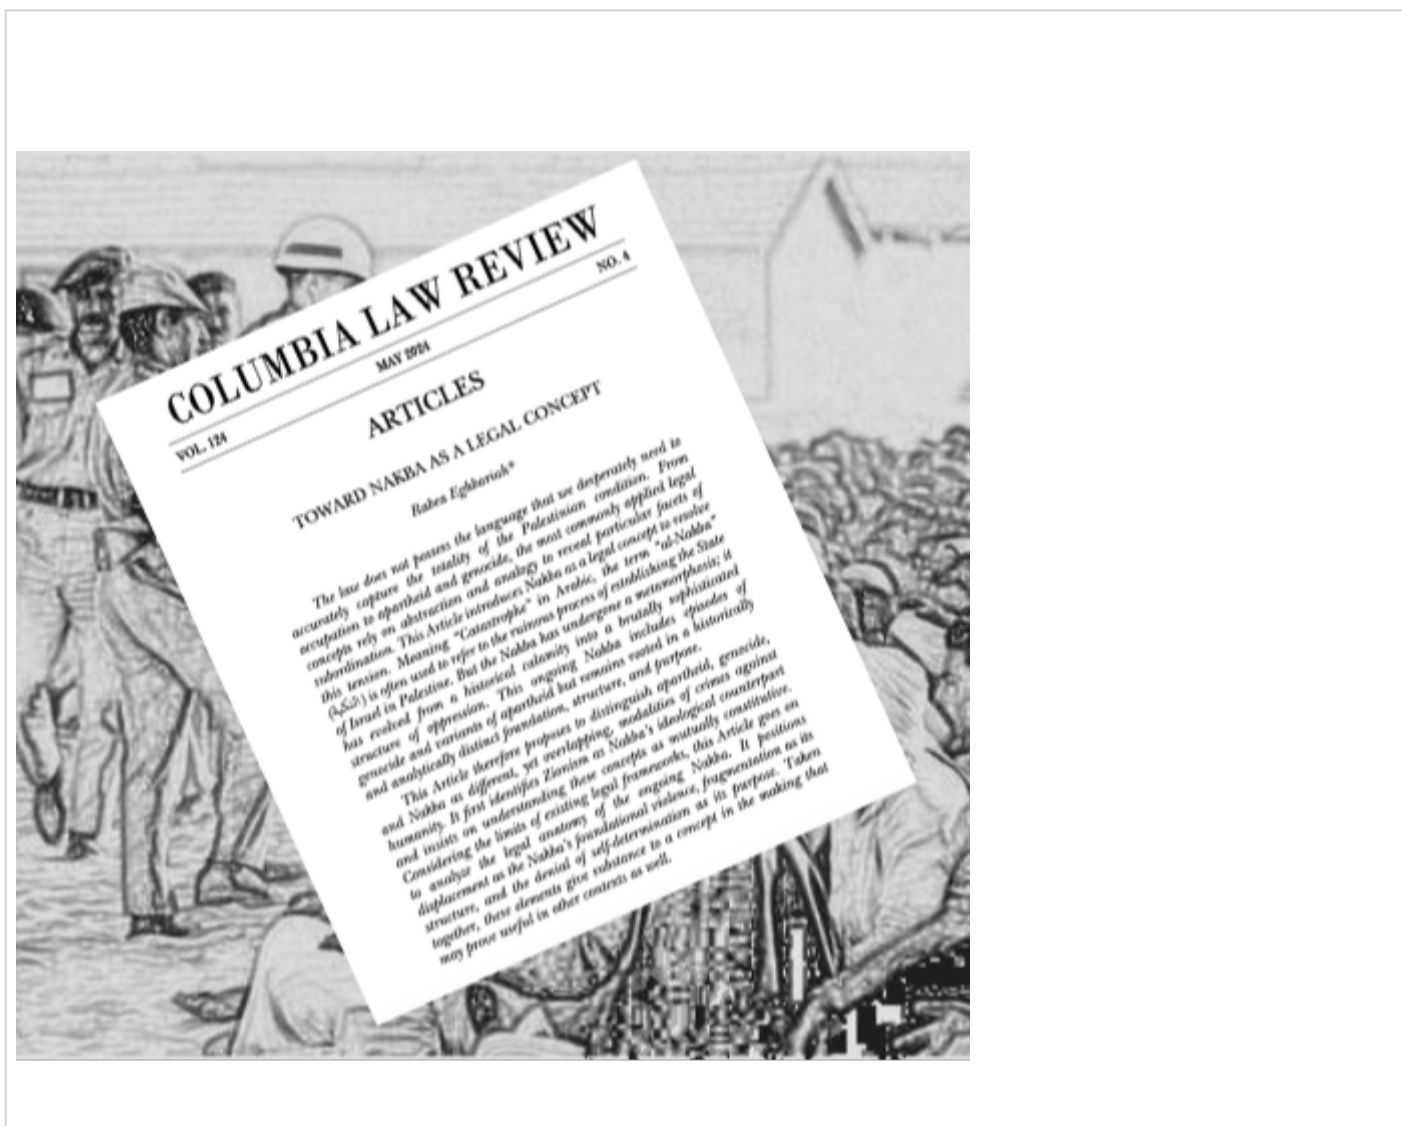 COLUMBIA LAW REVIEW
VOL. 124 MAY 2024 NO. 4
ARTICLES
TOWARD NAKBA AS A LEGAL CONCEPT
Rabea Eghbariah*
The law does not possess the language that we desperately need to
accurately capture the totality of the Palestinian condition. From
occupation to apartheid and genocide, the most commonly applied legal
concepts rely on abstraction and analogy to reveal particular facets of
subordination. This Article introduces Nakba as a legal concept to resolve
this tension. Meaning "Catastrophe" in Arabic, the term "al-Nakba"
(النكبة) is often used to refer to the ruinous process of establishing the State
of Israel in Palestine. But the Nakba has undergone a metamorphosis; it
has evolved from a historical calamity into a brutally sophisticated
structure of oppression. This ongoing Nakba includes episodes of
genocide and variants of apartheid but remains rooted in a historically
and analytically distinct foundation, structure, and purpose.
This Article therefore proposes to distinguish apartheid, genocide,
and Nakba as different, yet overlapping, modalities of crimes against
humanity. It first identifies Zionism as Nakba's ideological counterpart
and insists on understanding these concepts as mutually constitutive.
Considering the limits of existing legal frameworks, this Article goes on
to analyze the legal anatomy of the ongoing Nakba. It positions
displacement as the Nakba's foundational violence, fragmentation as its
structure, and the denial of self-determination as its purpose. Taken
together, these elements give substance to a concept in the making that
may prove useful in other contexts as well.